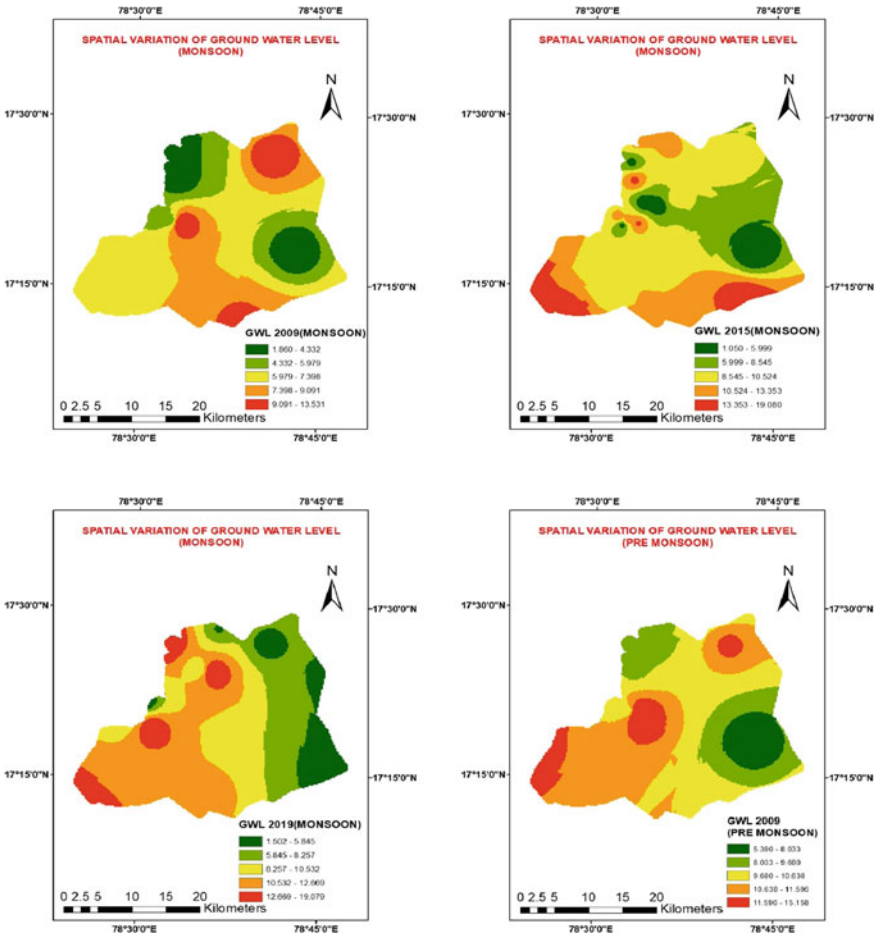 78°30'0"E 78°45'0"E
SPATIAL VARIATION OF GROUND WATER LEVEL
(MONSOON)
N
17°30'0"N 17°30'0"N
17°15'0"N 17°15'0"N
GWL 2009(MONSOON)
1.860 - 4.332
4.332 - 5.979
5.979 - 7.398
7.398 - 9.091
9.091 - 13.531
0 2.5 5 10 15 20
Kilometers
78°30'0"E 78°45'0"E
78°30'0"E 78°45'0"E
SPATIAL VARIATION OF GROUND WATER LEVEL
(MONSOON)
N
17°30'0"N 17°30'0"N
17°15'0"N 17°15'0"N
GWL 2015(MONSOON)
1.050 - 5.999
5.999 - 8.545
8.545 - 10.524
10.524 - 13.353
13.353 - 19.080
0 2.5 5 10 15 20
Kilometers
78°30'0"E 78°45'0"E
78°30'0"E 78°45'0"E
SPATIAL VARIATION OF GROUND WATER LEVEL
(MONSOON)
N
17°30'0"N 17°30'0"N
17°15'0"N 17°15'0"N
GWL 2019(MONSOON)
1.502 - 5.845
5.845 - 8.257
8.257 - 10.532
10.532 - 12.669
12.669 - 19.079
0 2.5 5 10 15 20
Kilometers
78°30'0"E 78°45'0"E
78°30'0"E 78°45'0"E
SPATIAL VARIATION OF GROUND WATER LEVEL
(PRE MONSOON)
N
17°30'0"N 17°30'0"N
17°15'0"N 17°15'0"N
GWL 2009
(PRE MONSOON)
- 10.638
10.638 - 11.596
11.596 - 15.158
0 2.5 5 10 15 20
Kilometers
78°30'0"E 78°45'0"E